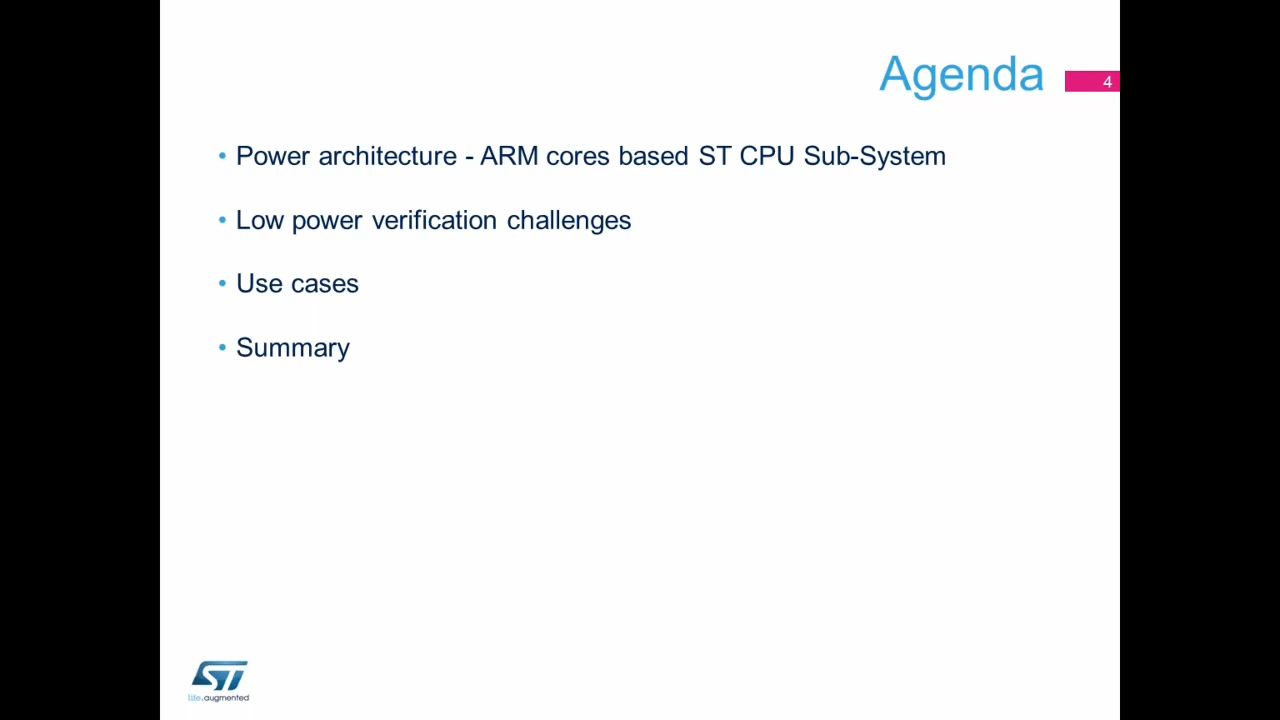 Agenda
4
• Power architecture - ARM cores based ST CPU Sub-System
• Low power verification challenges
• Use cases
• Summary
ST
life.augmented